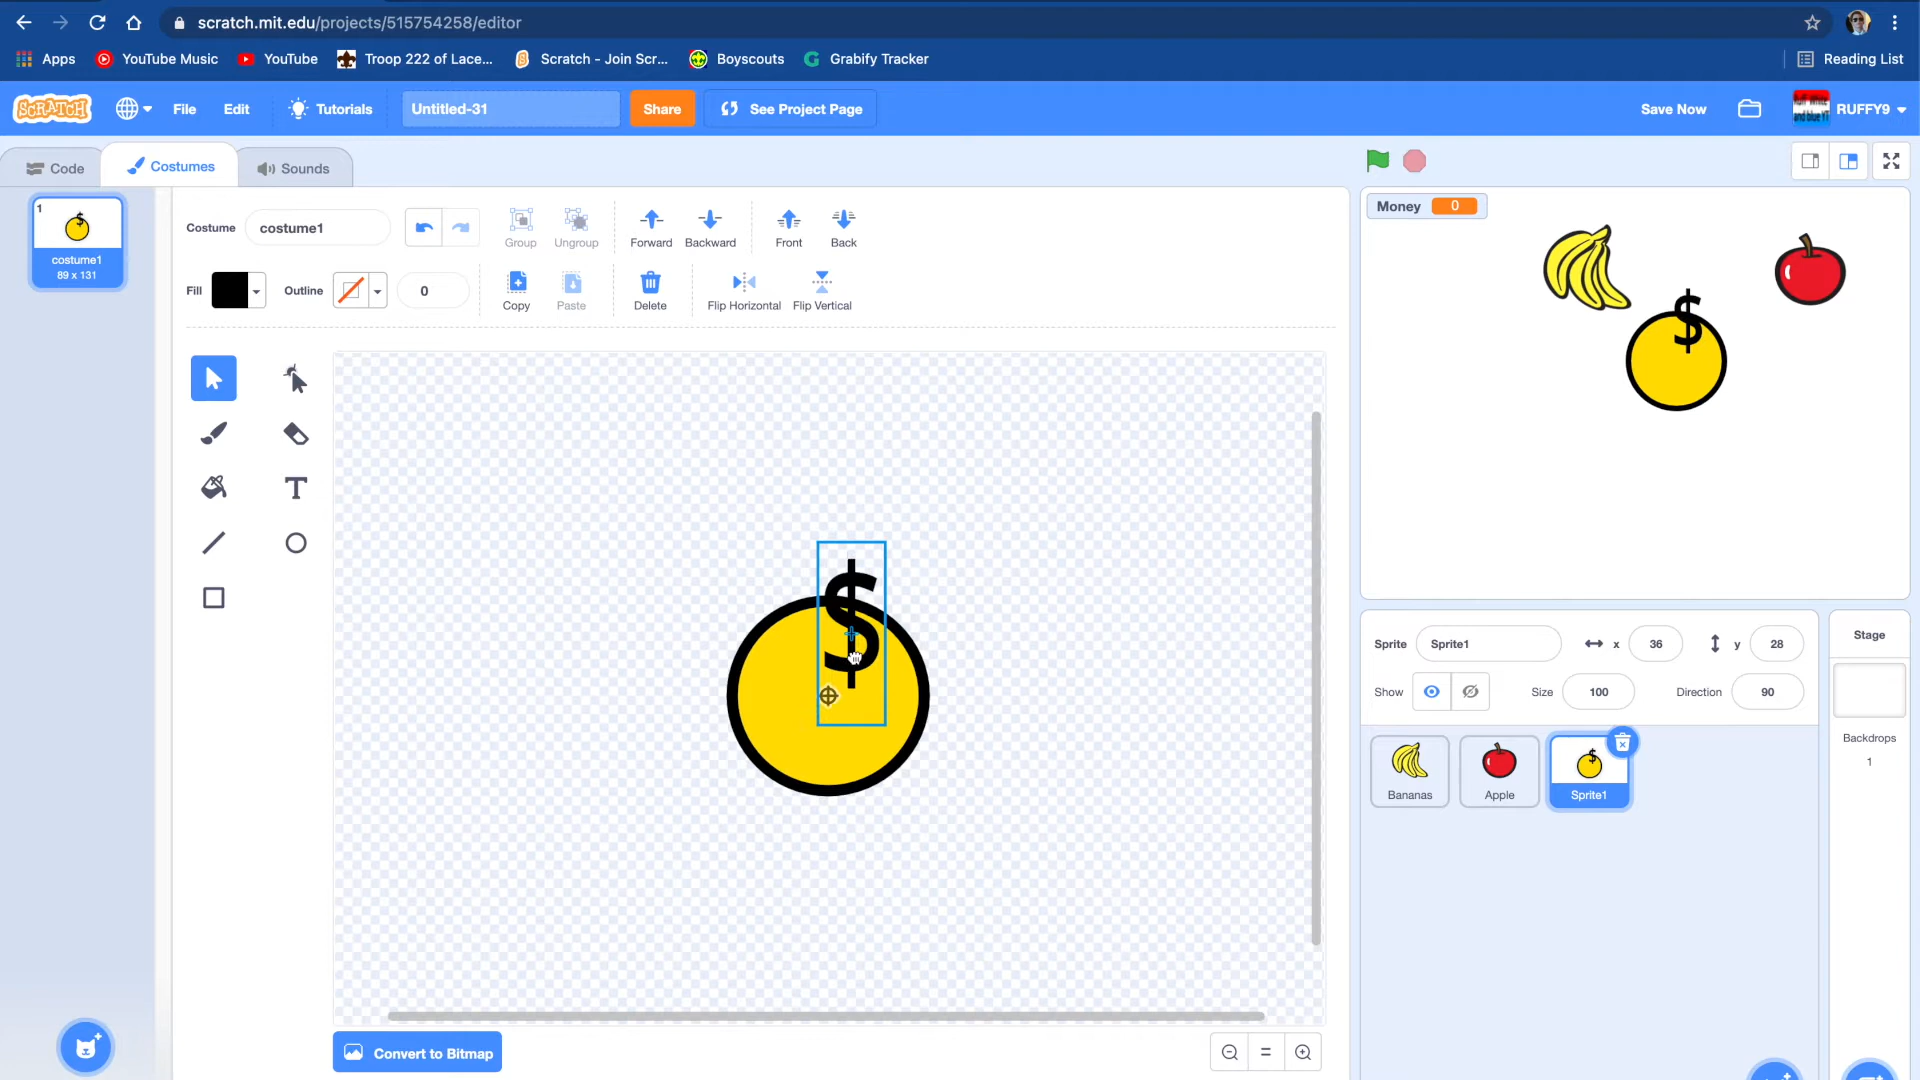 scratch.mit.edu/projects/515754258/editor
Apps YouTube Music YouTube Troop 222 of Lace... Scratch - Join Scr... Boyscouts Grabify Tracker Reading List
SCRATCH File Edit Tutorials Untitled-31 Share See Project Page Save Now RUFFY9
Code Costumes Sounds
1
costume1
89 x 131
Costume costume1 Group Ungroup Forward Backward Front Back
Fill Outline 0 Copy Paste Delete Flip Horizontal Flip Vertical
$
Convert to Bitmap
Money 0
$
Sprite Sprite1 x 36 y 28
Show Size 100 Direction 90
Bananas Apple Sprite1
Stage
Backdrops
1